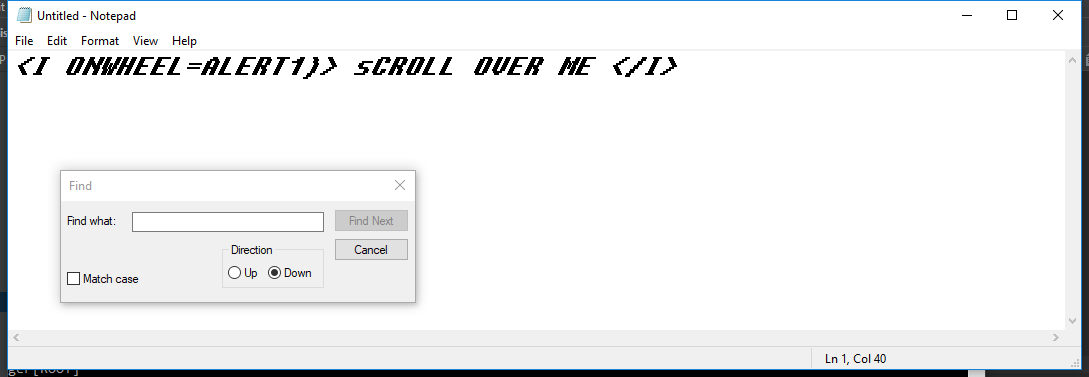 Untitled - Notepad
File Edit Format View Help
<I ONWHEEL=ALERT1)> sCROLL OVER ME </I>
Find
Find what:
Find Next
Direction
Cancel
Up Down
Match case
Ln 1, Col 40